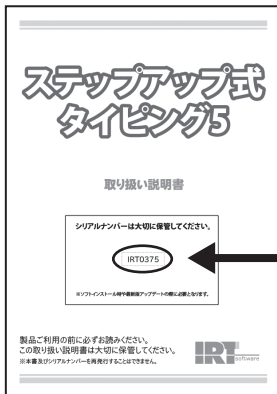 ステップアップ式
タイピング5
取り扱い説明書
シリアルナンバーは大切に保管してください。
IRT0375
※ソフトインストール時や最新版アップデートの際に必要となります。
製品ご利用の前に必ずお読みください。
この取り扱い説明書は大切に保管してください。
※本書及びシリアルナンバーを再発行することはできません。
IRT software